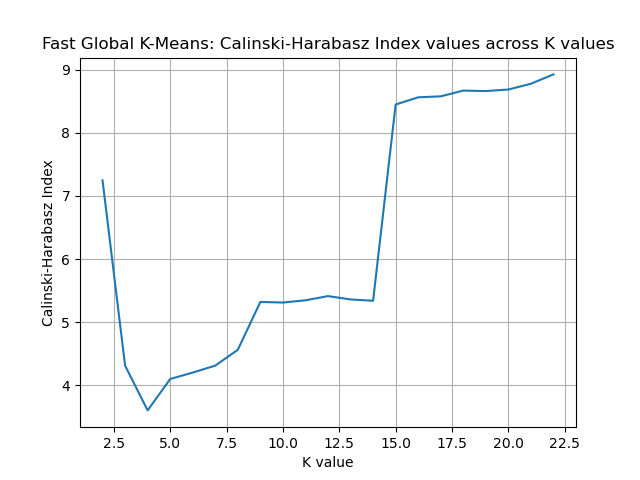 Fast Global K-Means: Calinski-Harabasz Index values across K values
Calinski-Harabasz Index
9
8
7
6
5
4
2.5 5.0 7.5 10.0 12.5 15.0 17.5 20.0 22.5
K value